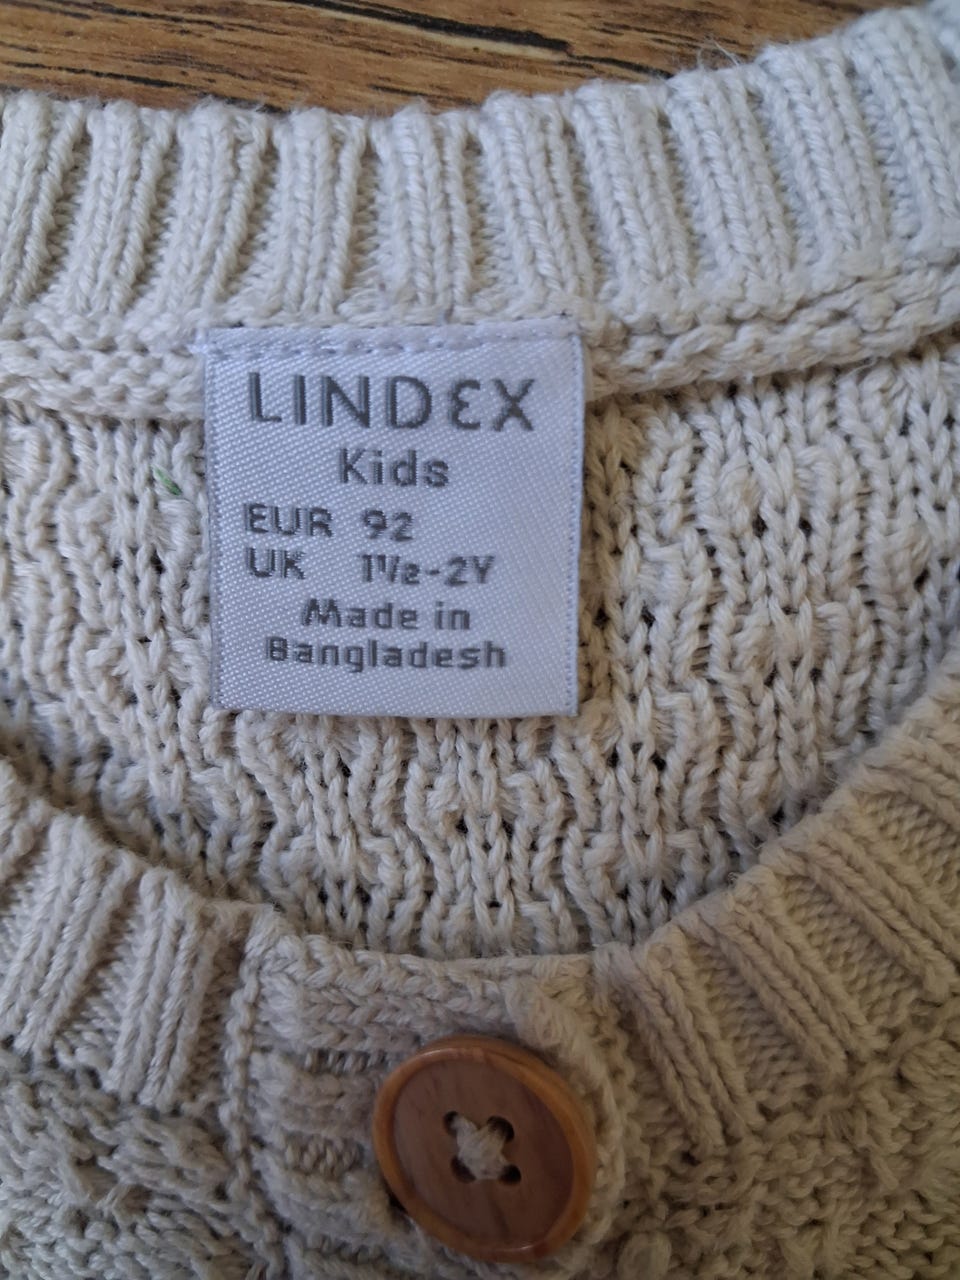 LINDEX
Kids
EUR 92
UK 1½-2Y
Made in
Bangladesh